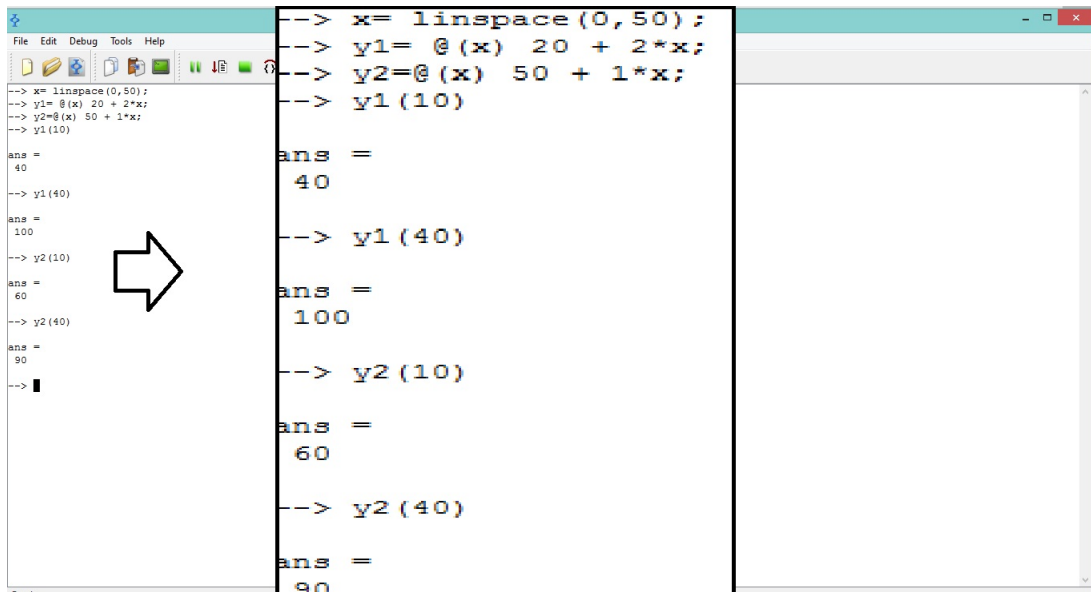 File Edit Debug Tools Help
--> x= linspace(0,50);
--> y1= @(x) 20 + 2*x;
--> y2=@(x) 50 + 1*x;
--> y1(10)
ans =
40
--> y1(40)
ans =
100
--> y2(10)
ans =
60
--> y2(40)
ans =
90
-->
--> x= linspace(0,50);
--> y1= @(x) 20 + 2*x;
--> y2=@(x) 50 + 1*x;
--> y1(10)
ans =
40
--> y1(40)
ans =
100
--> y2(10)
ans =
60
--> y2(40)
ans =
90